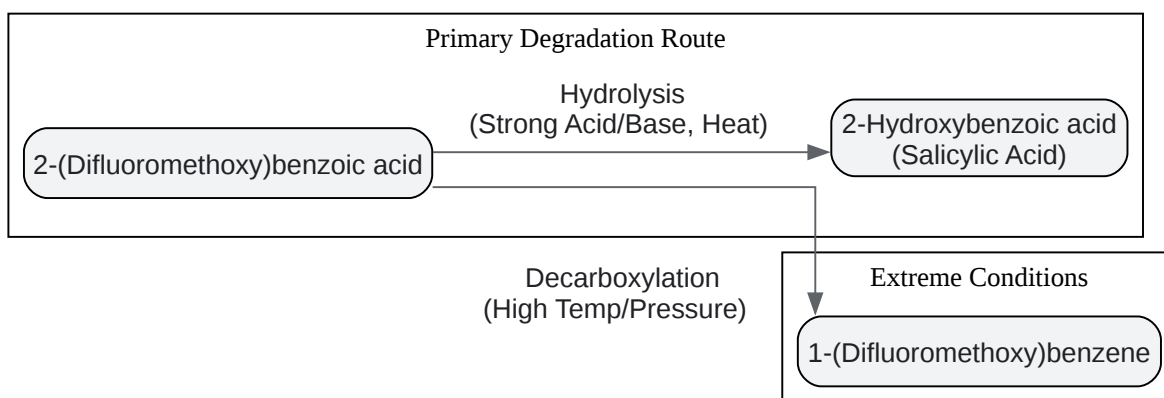 Primary Degradation Route
Hydrolysis
(Strong Acid/Base, Heat)
2-(Difluoromethoxy)benzoic acid
2-Hydroxybenzoic acid
(Salicylic Acid)
Decarboxylation
(High Temp/Pressure)
Extreme Conditions
1-(Difluoromethoxy)benzene